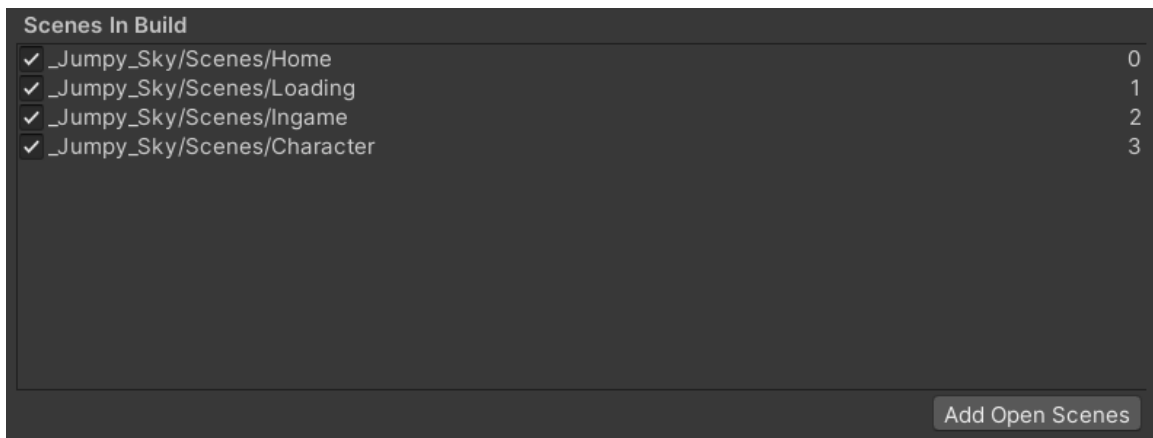 Scenes In Build
_Jumpy_Sky/Scenes/Home 0
_Jumpy_Sky/Scenes/Loading 1
_Jumpy_Sky/Scenes/Ingame 2
_Jumpy_Sky/Scenes/Character 3
Add Open Scenes